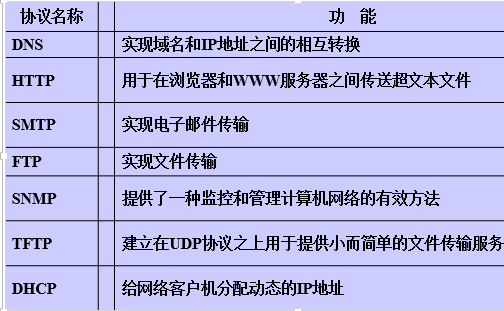 协议名称 功 能
DNS 实现域名和IP地址之间的相互转换
HTTP 用于在浏览器和WWW服务器之间传送超文本文件
SMTP 实现电子邮件传输
FTP 实现文件传输
SNMP 提供了一种监控和管理计算机网络的有效方法
TFTP 建立在UDP协议之上用于提供小而简单的文件传输服务
DHCP 给网络客户机分配动态的IP地址